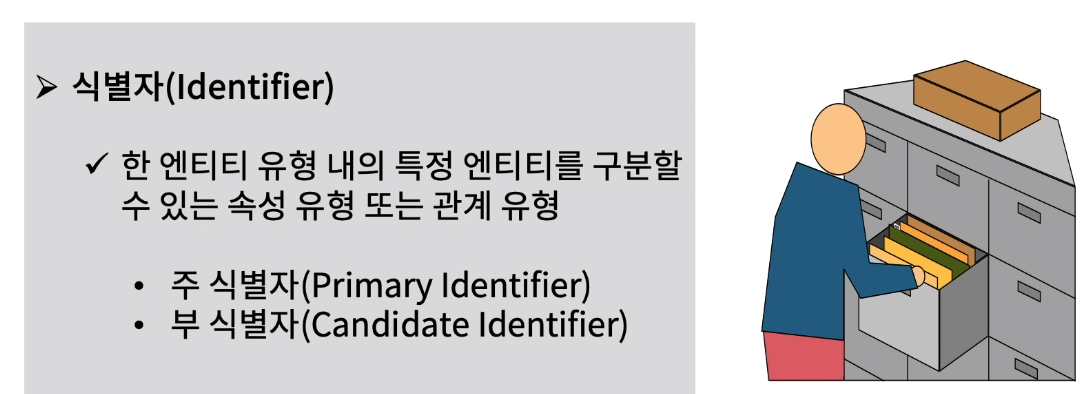 ➢ 식별자(Identifier)
✓ 한 엔티티 유형 내의 특정 엔티티를 구분할
수 있는 속성 유형 또는 관계 유형
• 주 식별자(Primary Identifier)
• 부 식별자(Candidate Identifier)